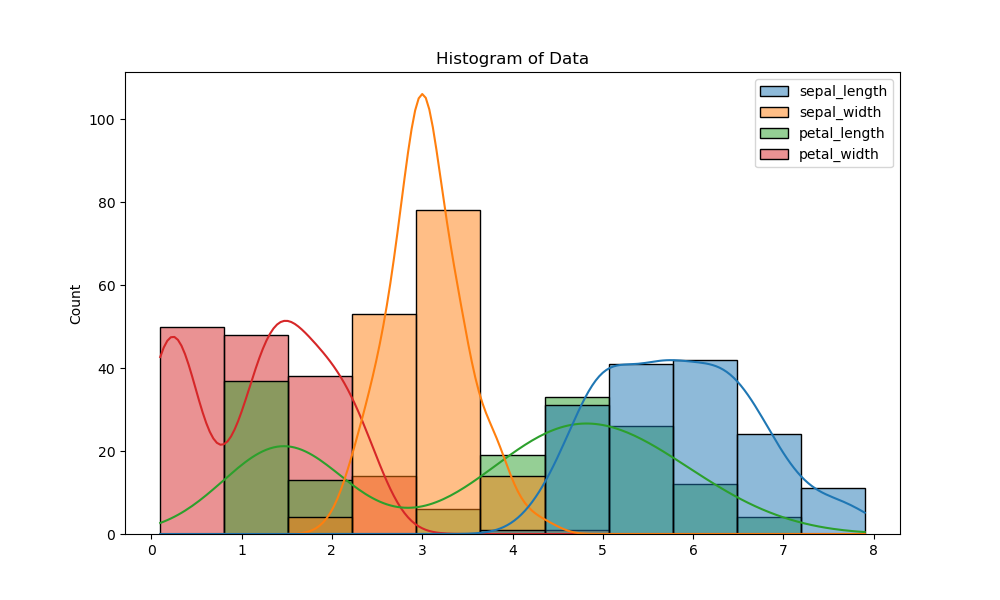 Histogram of Data
sepal_length
sepal_width
petal_length
petal_width
Count
100
80
60
40
20
0
0 1 2 3 4 5 6 7 8